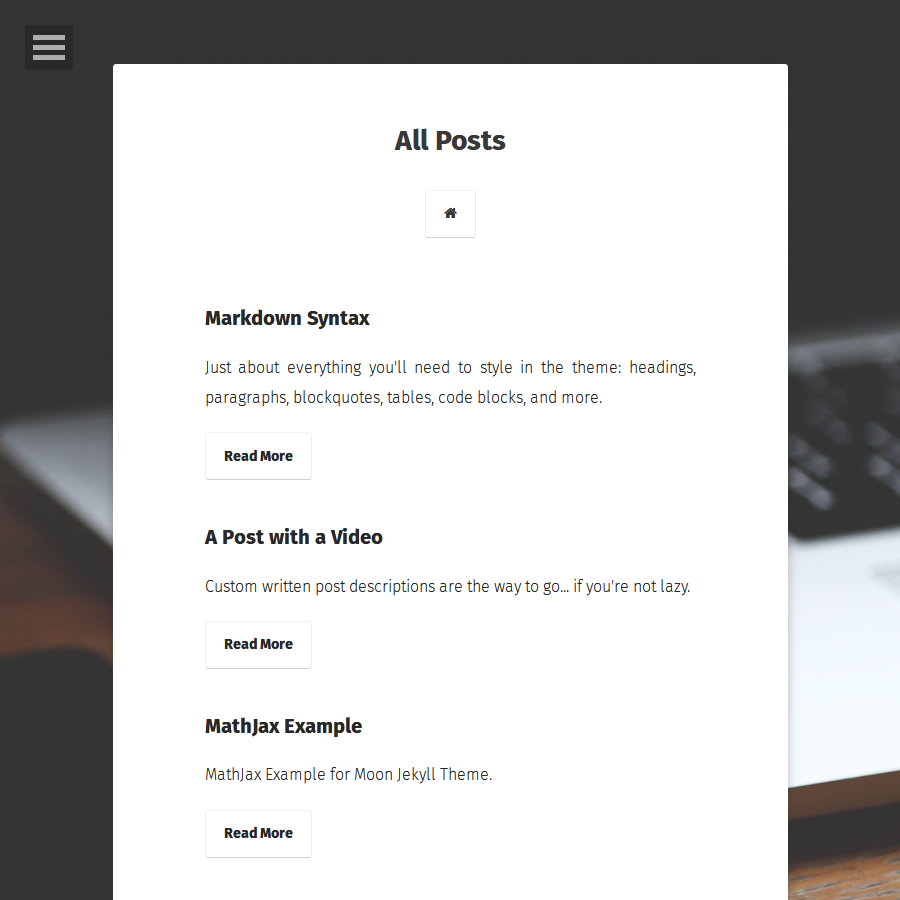 All Posts
Markdown Syntax
Just about everything you'll need to style in the theme: headings,
paragraphs, blockquotes, tables, code blocks, and more.
Read More
A Post with a Video
Custom written post descriptions are the way to go... if you're not lazy.
Read More
MathJax Example
MathJax Example for Moon Jekyll Theme.
Read More